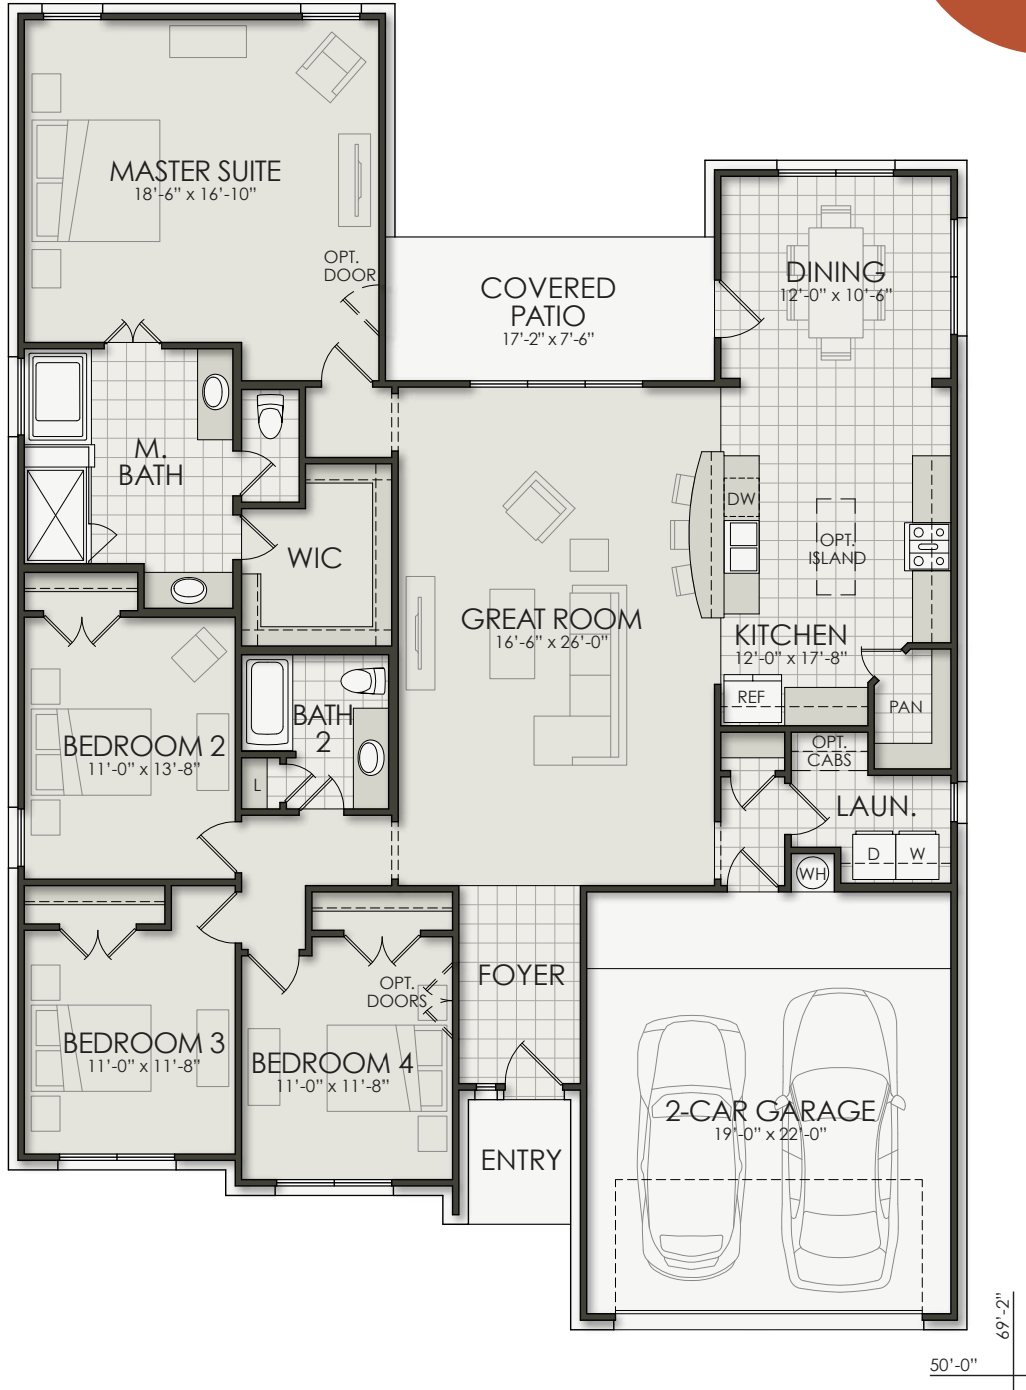 MASTER SUITE
18'-6" x 16'-10"
OPT.
DOOR
COVERED
PATIO
17'-2" x 7'-6"
DINING
12'-0" x 10'-6"
M.
BATH
WIC
DW
OPT.
ISLAND
GREAT ROOM
16'-6" x 26'-0"
KITCHEN
12'-0" x 17'-8"
REF
PAN
BATH
2
L
BEDROOM 2
11'-0" x 13'-8"
OPT.
CABS
LAUN.
D
W
WH
FOYER
OPT.
DOORS
BEDROOM 3
11'-0" x 11'-8"
BEDROOM 4
11'-0" x 11'-8"
2-CAR GARAGE
19'-0" x 22'-0"
ENTRY
69'-2"
50'-0"